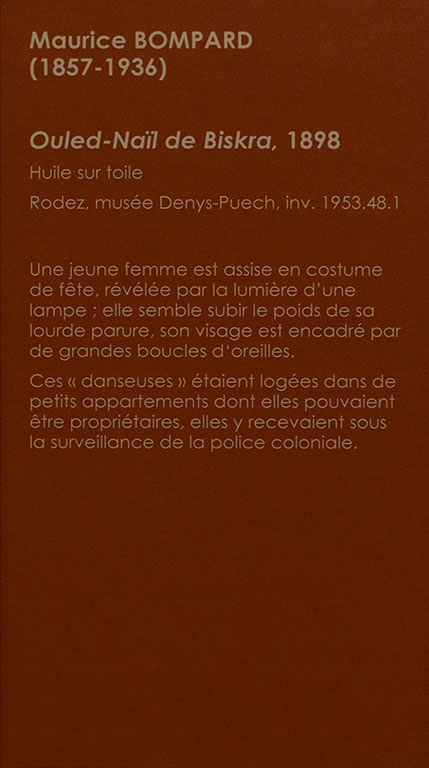 Maurice BOMPARD
(1857-1936)
Ouled-Naïl de Biskra, 1898
Huile sur toile
Rodez, musée Denys-Puech, inv. 1953.48.1
Une jeune femme est assise en costume
de fête, révélée par la lumière d’une
lampe ; elle semble subir le poids de sa
lourde parure, son visage est encadré par
de grandes boucles d‘oreilles.
Ces « danseuses » étaient logées dans de
petits appartements dont elles pouvaient
être propriétaires, elles y recevaient sous
la surveillance de la police coloniale.